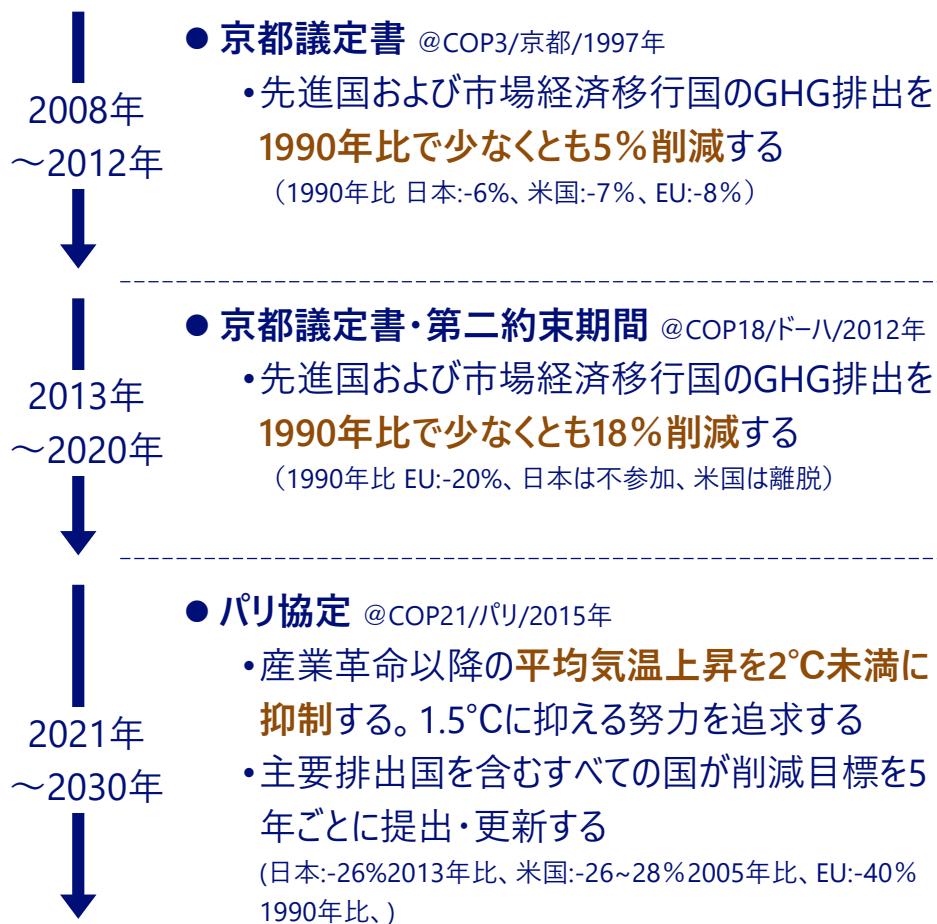 2008年
～2012年
● 京都議定書 @COP3/京都/1997年
•先進国および市場経済移行国のGHG排出を
1990年比で少なくとも5％削減する
（1990年比 日本:-6%、米国:-7％、EU:-8％）
2013年
～2020年
● 京都議定書・第二約束期間 @COP18/ドーハ/2012年
•先進国および市場経済移行国のGHG排出を
1990年比で少なくとも18％削減する
（1990年比 EU:-20%、日本は不参加、米国は離脱）
2021年
～2030年
● パリ協定 @COP21/パリ/2015年
•産業革命以降の平均気温上昇を2℃未満に
抑制する。1.5℃に抑える努力を追求する
•主要排出国を含むすべての国が削減目標を5
年ごとに提出・更新する
(日本:-26%2013年比、米国:-26~28％2005年比、EU:-40％
1990年比、)